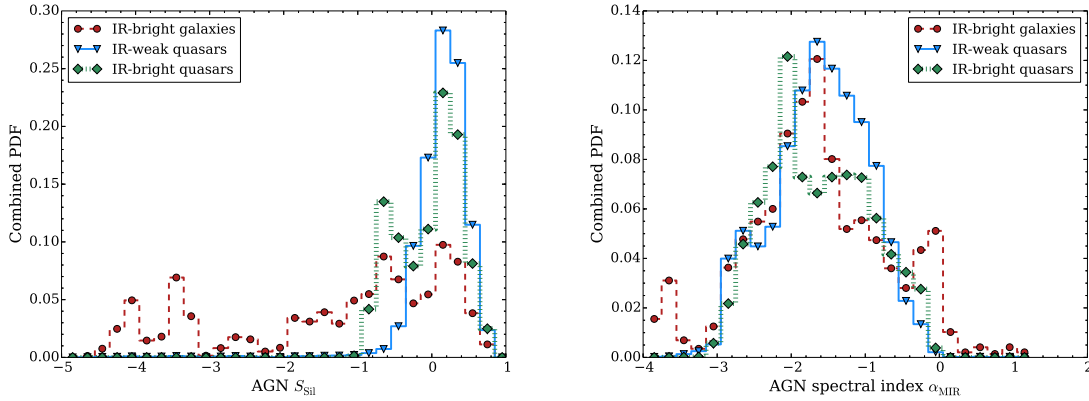 0.30
0.25
0.20
0.15
0.10
0.05
0.00
Combined PDF
IR-bright galaxies
IR-weak quasars
IR-bright quasars
−5 −4 −3 −2 −1 0 1
AGN S_Sil
0.14
0.12
0.10
0.08
0.06
0.04
0.02
0.00
Combined PDF
IR-bright galaxies
IR-weak quasars
IR-bright quasars
−4 −3 −2 −1 0 1 2
AGN spectral index α_MIR